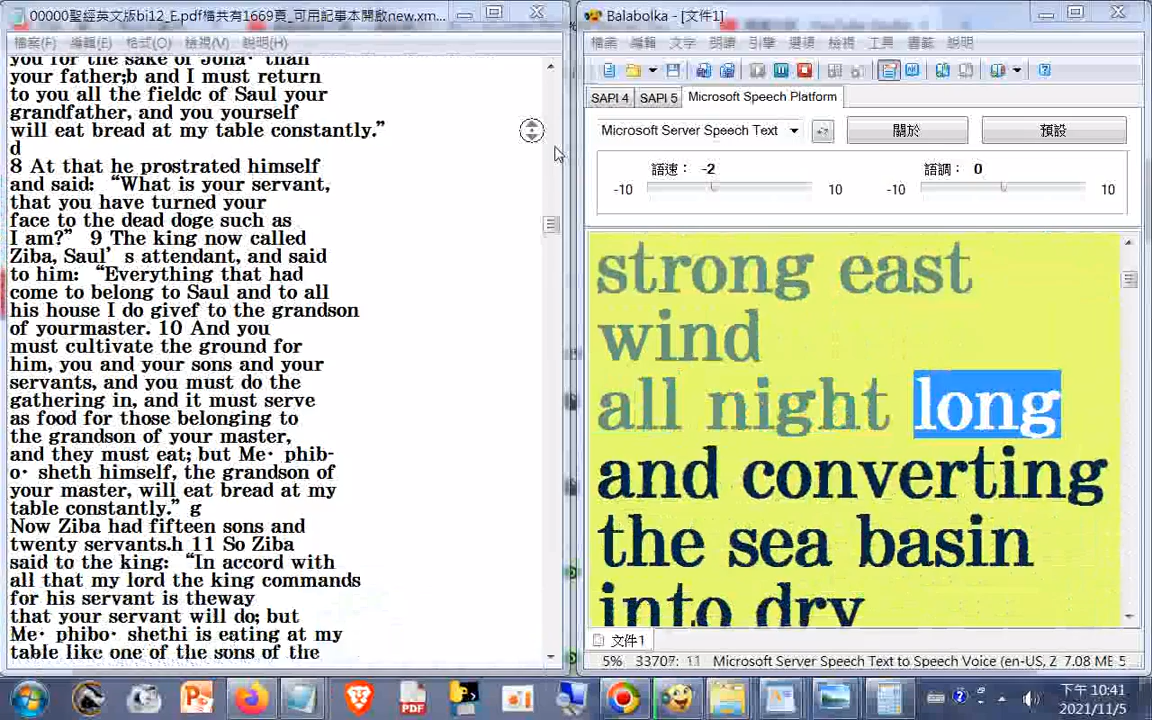 00000聖經英文版bi12_E.pdf檔共有1669頁_可用記事本開啟new.xm...
檔案(F) 編輯(E) 格式(O) 檢視(V) 說明(H)
you for the sake of Jona· than
your father;b and I must return
to you all the fieldc of Saul your
grandfather, and you yourself
will eat bread at my table constantly.”
d
8 At that he prostrated himself
and said: “What is your servant,
that you have turned your
face to the dead doge such as
I am?” 9 The king now called
Ziba, Saul’s attendant, and said
to him: “Everything that had
come to belong to Saul and to all
his house I do givef to the grandson
of yourmaster. 10 And you
must cultivate the ground for
him, you and your sons and your
servants, and you must do the
gathering in, and it must serve
as food for those belonging to
the grandson of your master,
and they must eat; but Me· phib-
o· sheth himself, the grandson of
your master, will eat bread at my
table constantly.” g
Now Ziba had fifteen sons and
twenty servants.h 11 So Ziba
said to the king: “In accord with
all that my lord the king commands
for his servant is theway
that your servant will do; but
Me· phibo· shethi is eating at my
table like one of the sons of the
Balabolka - [文件1]
檔案 編輯 文字 朗讀 引擎 選項 檢視 工具 書籤 說明
SAPI 4 SAPI 5 Microsoft Speech Platform
Microsoft Server Speech Text 關於 預設
語速: -2 語調: 0
-10 10 -10 10
strong east
wind
all night long
and converting
the sea basin
into dry
文件1
5% 33707: 11 Microsoft Server Speech Text to Speech Voice (en-US, Z 7.08 MB 5
下午 10:41
2021/11/5